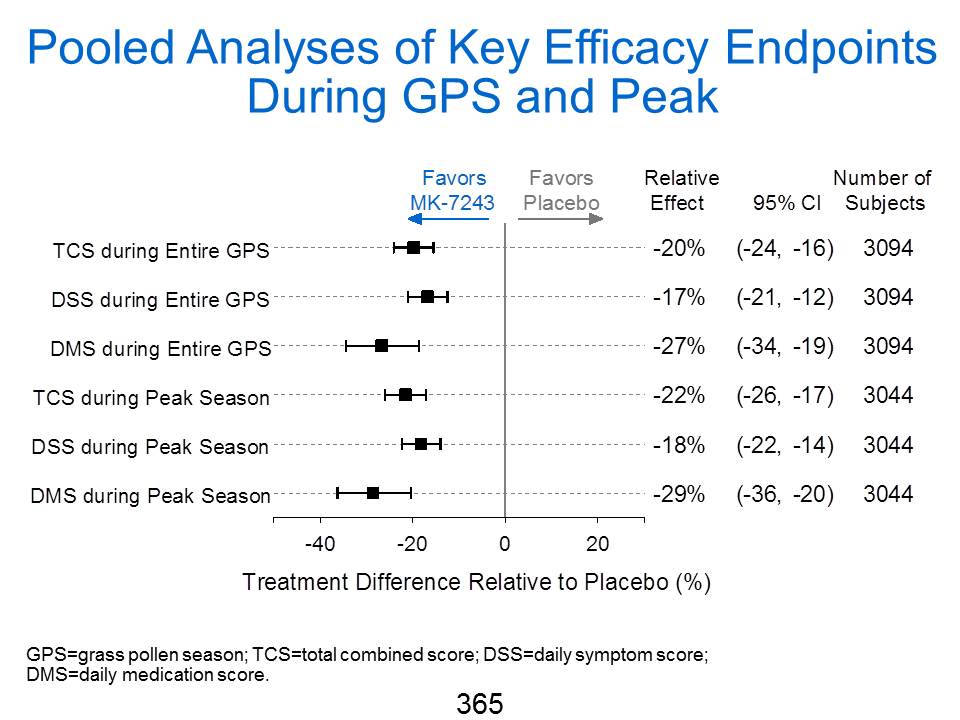 Pooled Analyses of Key Efficacy Endpoints
During GPS and Peak
Favors
MK-7243
Favors
Placebo
Relative
Effect
95% CI
Number of
Subjects
TCS during Entire GPS -20% (-24, -16) 3094
DSS during Entire GPS -17% (-21, -12) 3094
DMS during Entire GPS -27% (-34, -19) 3094
TCS during Peak Season -22% (-26, -17) 3044
DSS during Peak Season -18% (-22, -14) 3044
DMS during Peak Season -29% (-36, -20) 3044
-40 -20 0 20
Treatment Difference Relative to Placebo (%)
GPS=grass pollen season; TCS=total combined score; DSS=daily symptom score;
DMS=daily medication score.
365